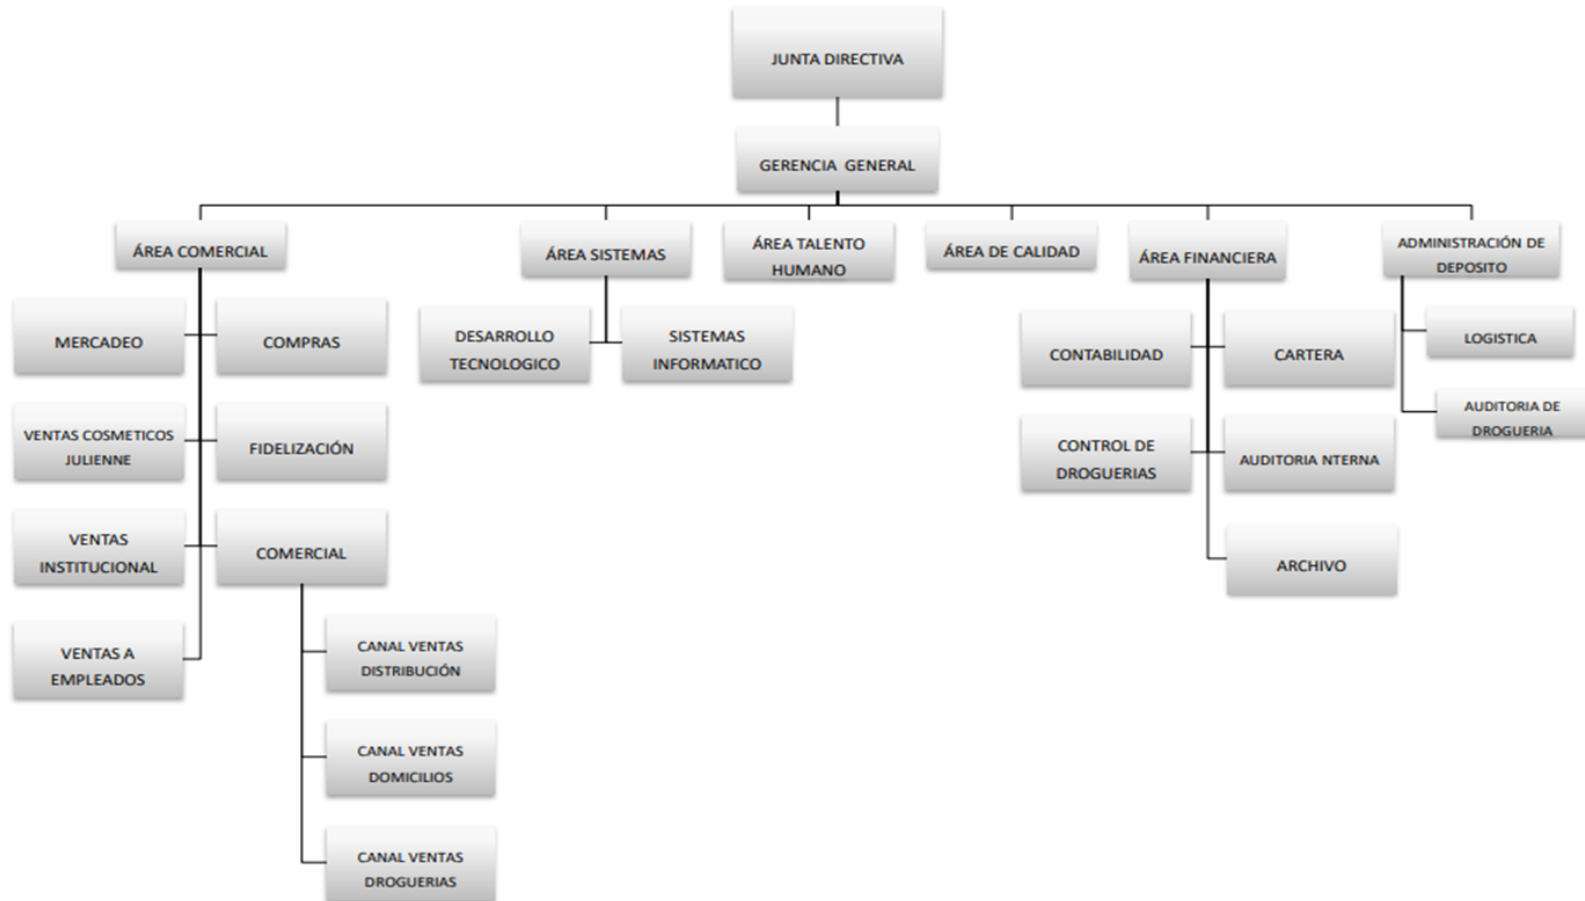 JUNTA DIRECTIVA
GERENCIA GENERAL
ÁREA COMERCIAL
ÁREA SISTEMAS
ÁREA TALENTO
HUMANO
ÁREA DE CALIDAD
ÁREA FINANCIERA
ADMINISTRACIÓN DE
DEPOSITO
MERCADEO
COMPRAS
VENTAS COSMETICOS
JULIENNE
FIDELIZACIÓN
VENTAS
INSTITUCIONAL
COMERCIAL
VENTAS A
EMPLEADOS
CANAL VENTAS
DISTRIBUCIÓN
CANAL VENTAS
DOMICILIOS
CANAL VENTAS
DROGUERIAS
DESARROLLO
TECNOLOGICO
SISTEMAS
INFORMATICO
CONTABILIDAD
CARTERA
CONTROL DE
DROGUERIAS
AUDITORIA NTERNA
ARCHIVO
LOGISTICA
AUDITORIA DE
DROGUERIA